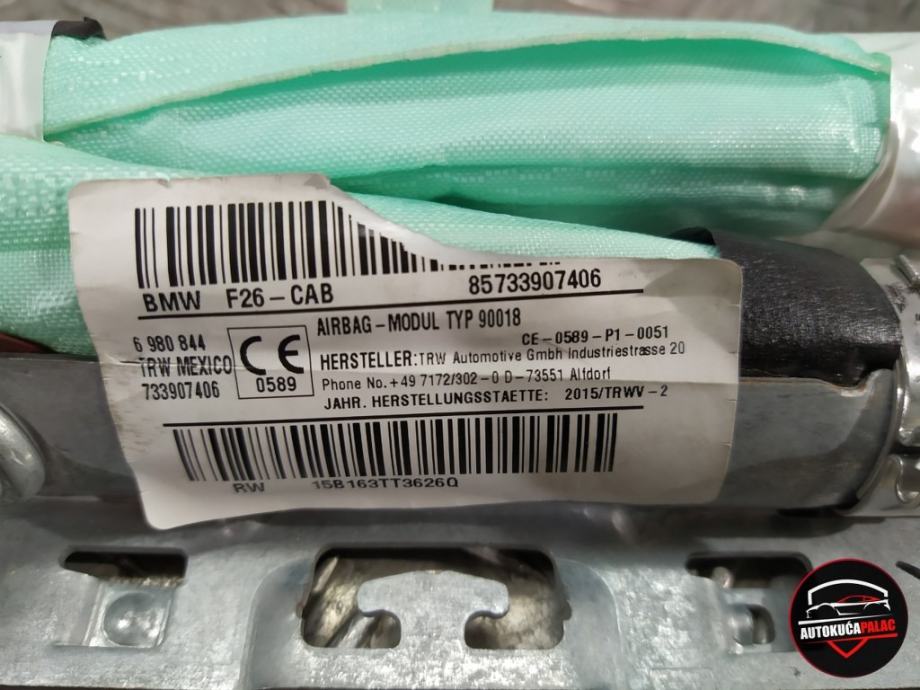 BMW F26-CAB
85733907406
AIRBAG-MODUL TYP 90018
6 980 844
TRW MEXICO
733907406
CE
0589
CE-0589-P1-0051
HERSTELLER:TRW Automotive Gmbh Industriestrasse 20
Phone No.+49 7172/302-0 D-73551 Alfdorf
JAHR. HERSTELLUNGSSTAETTE: 2015/TRWV-2
RW 15B163TT3626Q
AUTOKUĆAPALAC